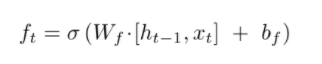 f_t = σ (W_f · [h_{t−1}, x_t] + b_f)